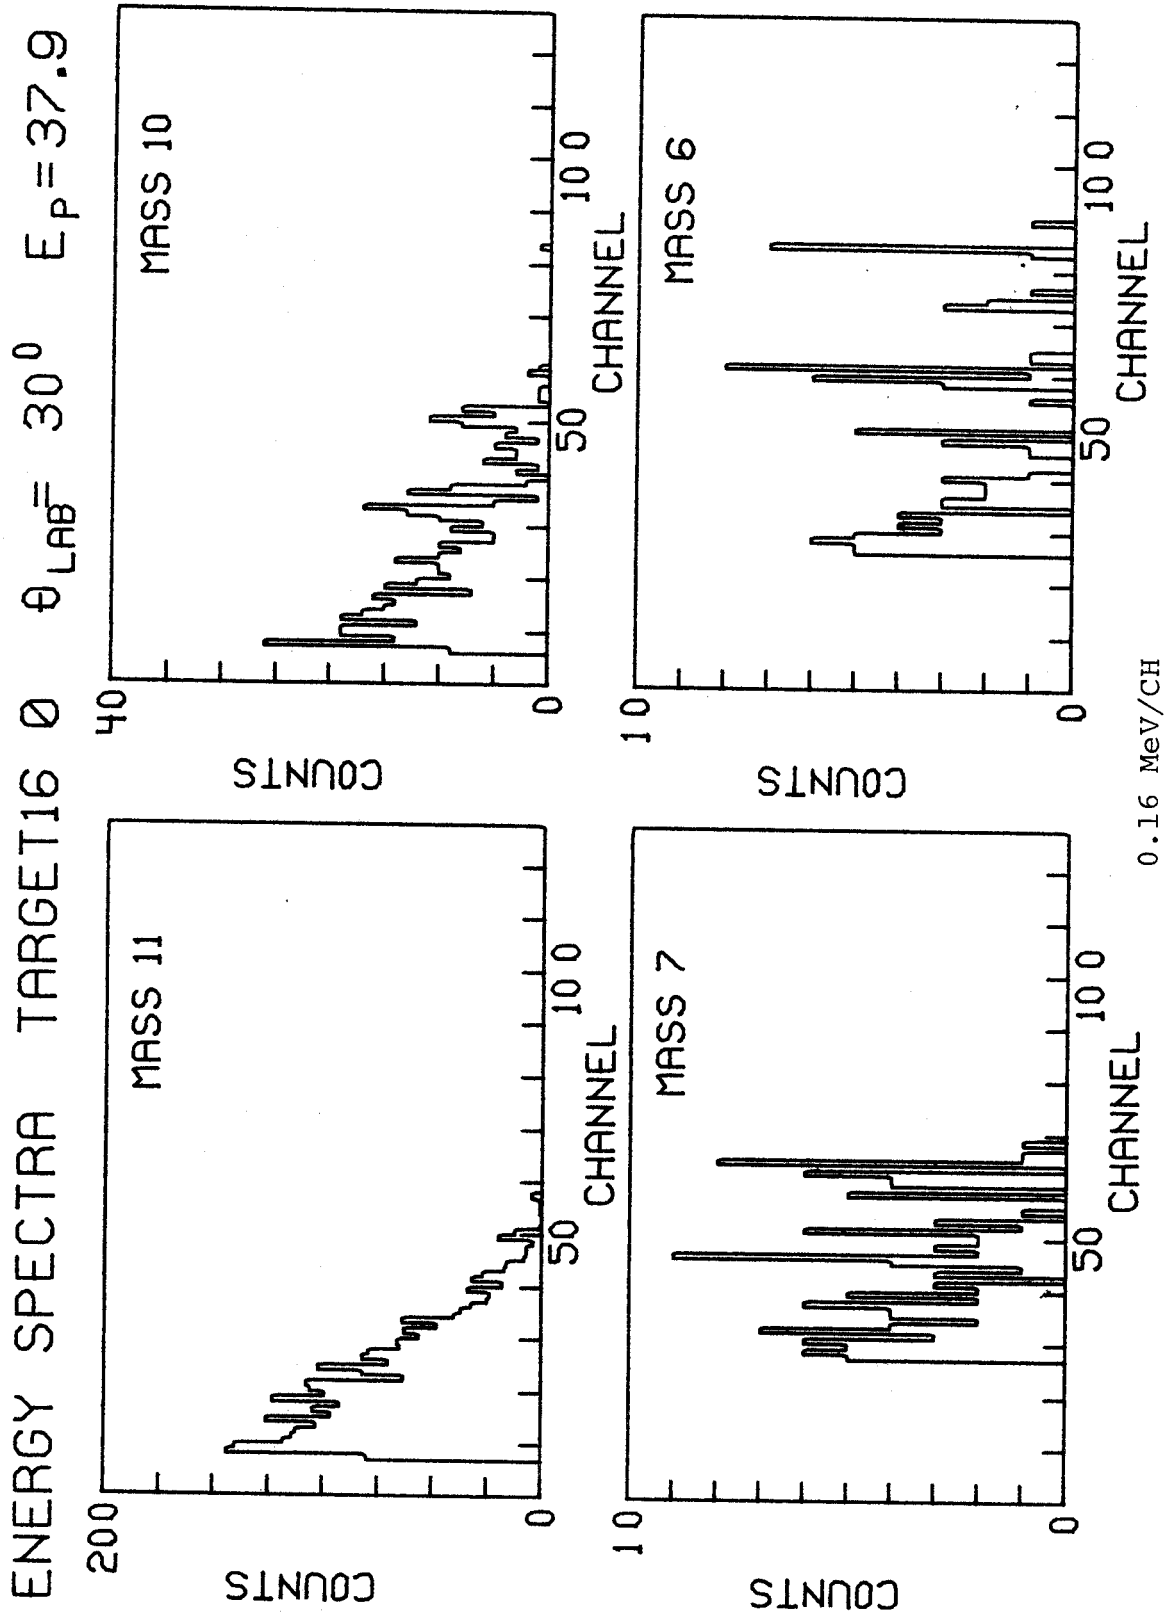 ENERGY SPECTRA TARGET16 O θLAB= 30° EP=37.9
200
0
COUNTS
MASS 11
50
100
CHANNEL
40
0
COUNTS
MASS 10
50
100
CHANNEL
10
0
COUNTS
MASS 7
50
100
CHANNEL
10
0
COUNTS
MASS 6
50
100
CHANNEL
0.16 MeV/CH